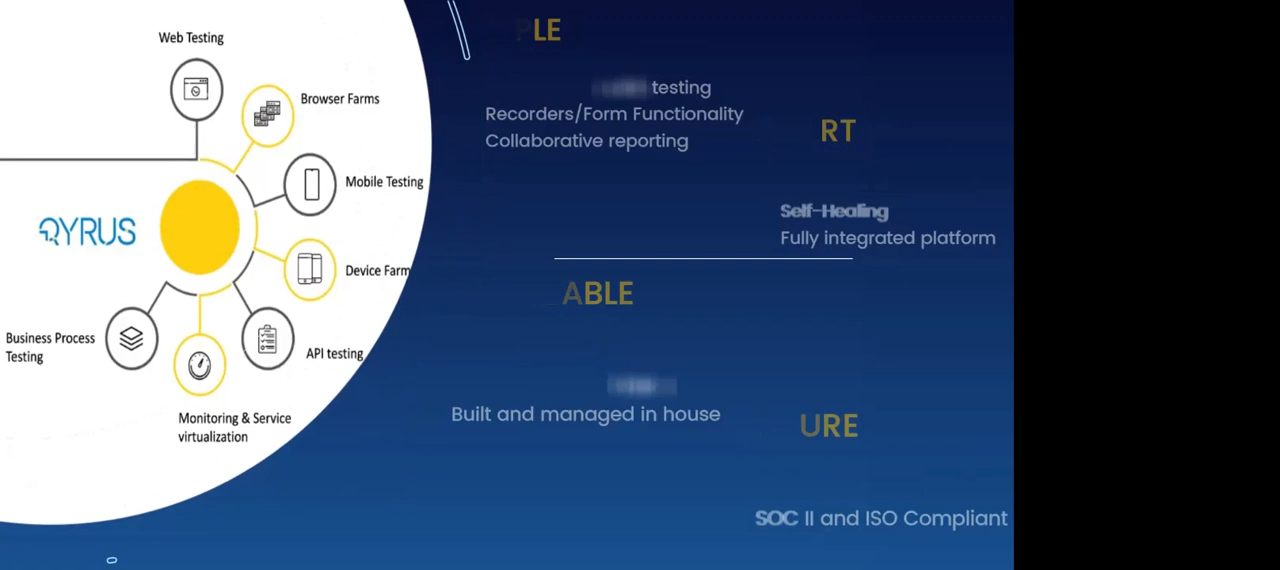 Web Testing
Browser Farms
Mobile Testing
QYRUS
Device Farm
Business Process
Testing
API testing
Monitoring & Service
virtualization
PLE
testing
Recorders/Form Functionality
Collaborative reporting
RT
Self-Healing
Fully integrated platform
ABLE
Built and managed in house
URE
SOC II and ISO Compliant